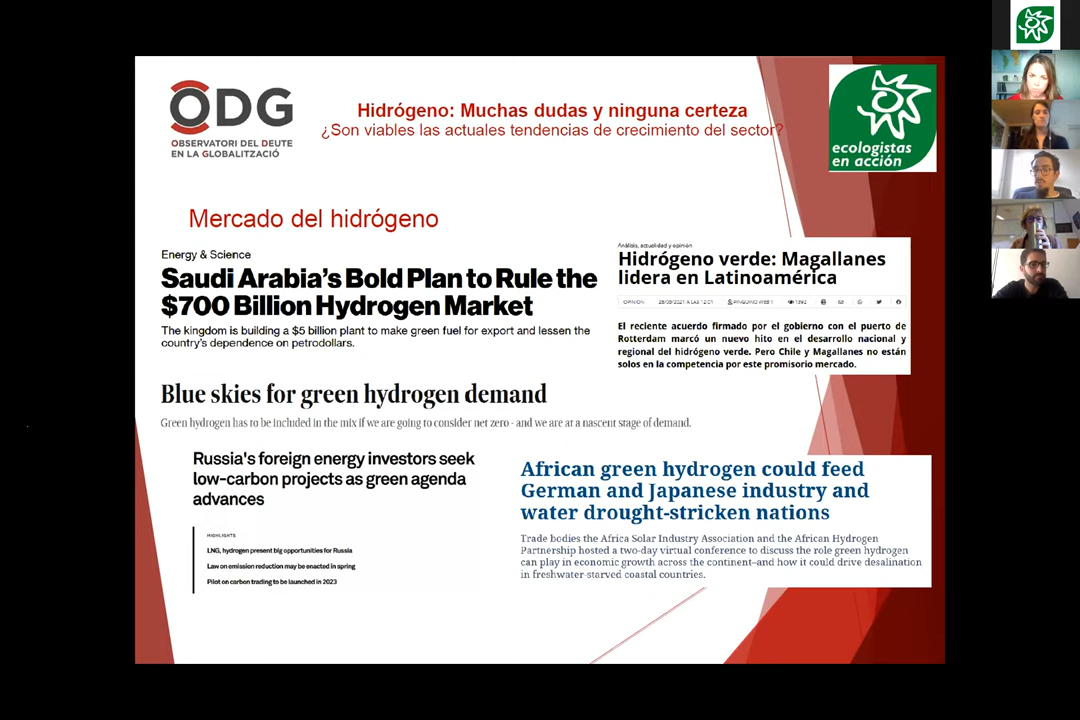 ODG
OBSERVATORI DEL DEUTE
EN LA GLOBALITZACIÓ
Hidrógeno: Muchas dudas y ninguna certeza
¿Son viables las actuales tendencias de crecimiento del sector?
ecologistas
en acción
Mercado del hidrógeno
Energy & Science
Saudi Arabia's Bold Plan to Rule the
$700 Billion Hydrogen Market
The kingdom is building a $5 billion plant to make green fuel for export and lessen the
country's dependence on petrodollars.
Análisis, actualidad y opinión
Hidrógeno verde: Magallanes
lidera en Latinoamérica
OPINIÓN 28/03/2021 A LAS 12:01 PINGUINO WEB 1 1392
El reciente acuerdo firmado por el gobierno con el puerto de
Rotterdam marcó un nuevo hito en el desarrollo nacional y
regional del hidrógeno verde. Pero Chile y Magallanes no están
solos en la competencia por este promisorio mercado.
Blue skies for green hydrogen demand
Green hydrogen has to be included in the mix if we are going to consider net zero - and we are at a nascent stage of demand.
Russia's foreign energy investors seek
low-carbon projects as green agenda
advances
HIGHLIGHTS
LNG, hydrogen present big opportunities for Russia
Law on emission reduction may be enacted in spring
Pilot on carbon trading to be launched in 2023
African green hydrogen could feed
German and Japanese industry and
water drought-stricken nations
Trade bodies the Africa Solar Industry Association and the African Hydrogen
Partnership hosted a two-day virtual conference to discuss the role green hydrogen
can play in economic growth across the continent–and how it could drive desalination
in freshwater-starved coastal countries.